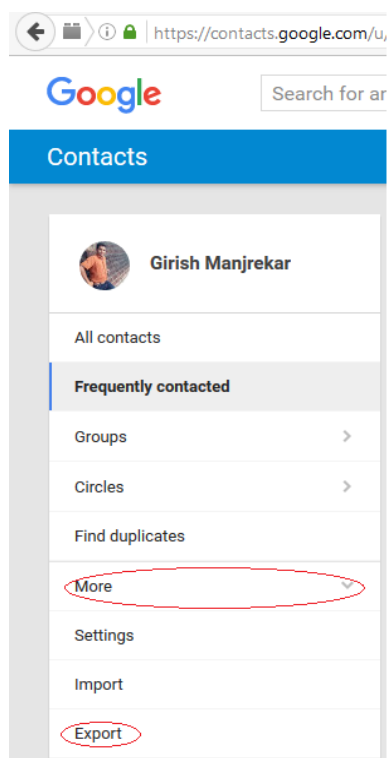 https://contacts.google.com/u,
Google
Search for ar
Contacts
Girish Manjrekar
All contacts
Frequently contacted
Groups
Circles
Find duplicates
More
Settings
Import
Export